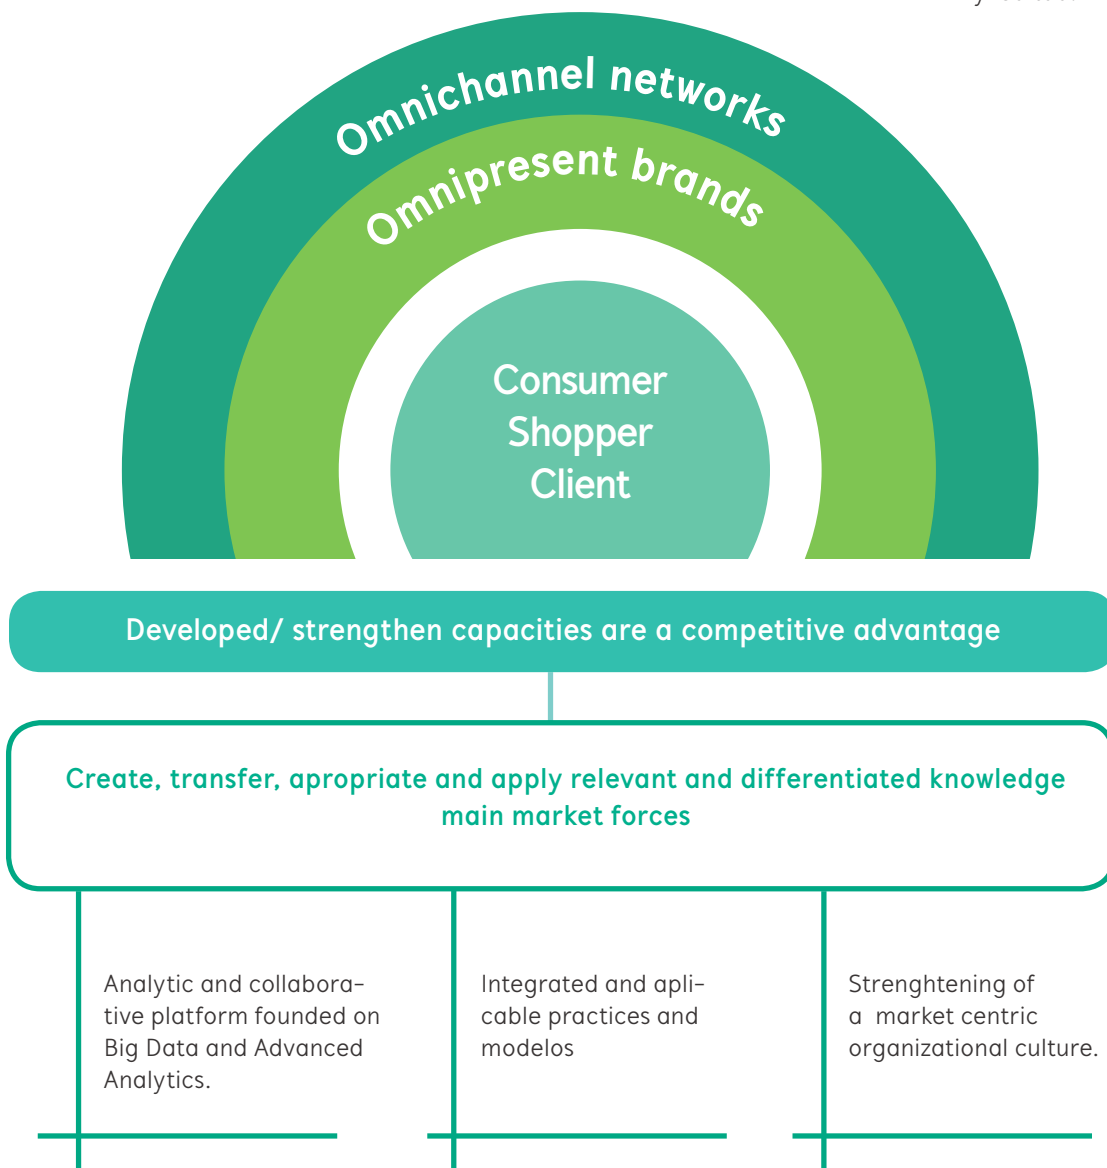 Omnichannel networks
Omnipresent brands
Consumer
Shopper
Client
Developed/ strengthen capacities are a competitive advantage
Create, transfer, apropriate and apply relevant and differentiated knowledge
main market forces
Analytic and collabora-
tive platform founded on
Big Data and Advanced
Analytics.
Integrated and apli-
cable practices and
modelos
Strenghtening of
a market centric
organizational culture.